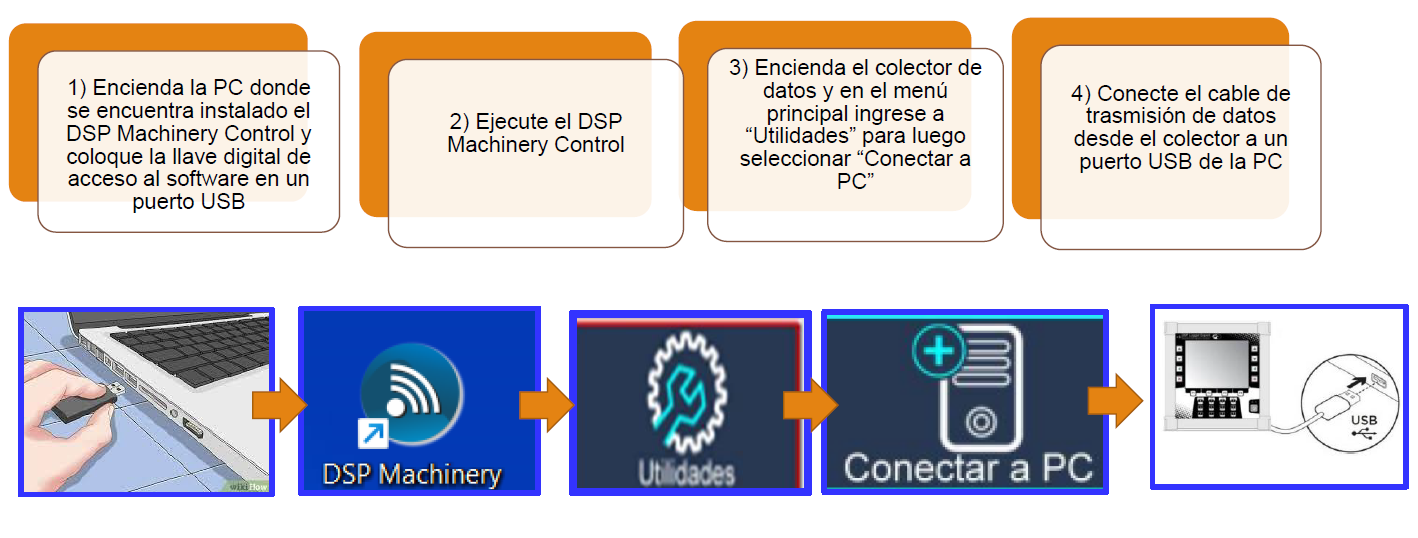 1) Encienda la PC donde
se encuentra instalado el
DSP Machinery Control y
coloque la llave digital de
acceso al software en un
puerto USB
2) Ejecute el DSP
Machinery Control
3) Encienda el colector de
datos y en el menú
principal ingrese a
“Utilidades” para luego
seleccionar “Conectar a
PC”
4) Conecte el cable de
trasmisión de datos
desde el colector a un
puerto USB de la PC
wikiHow
DSP Machinery
Utilidades
Conectar a PC
USB